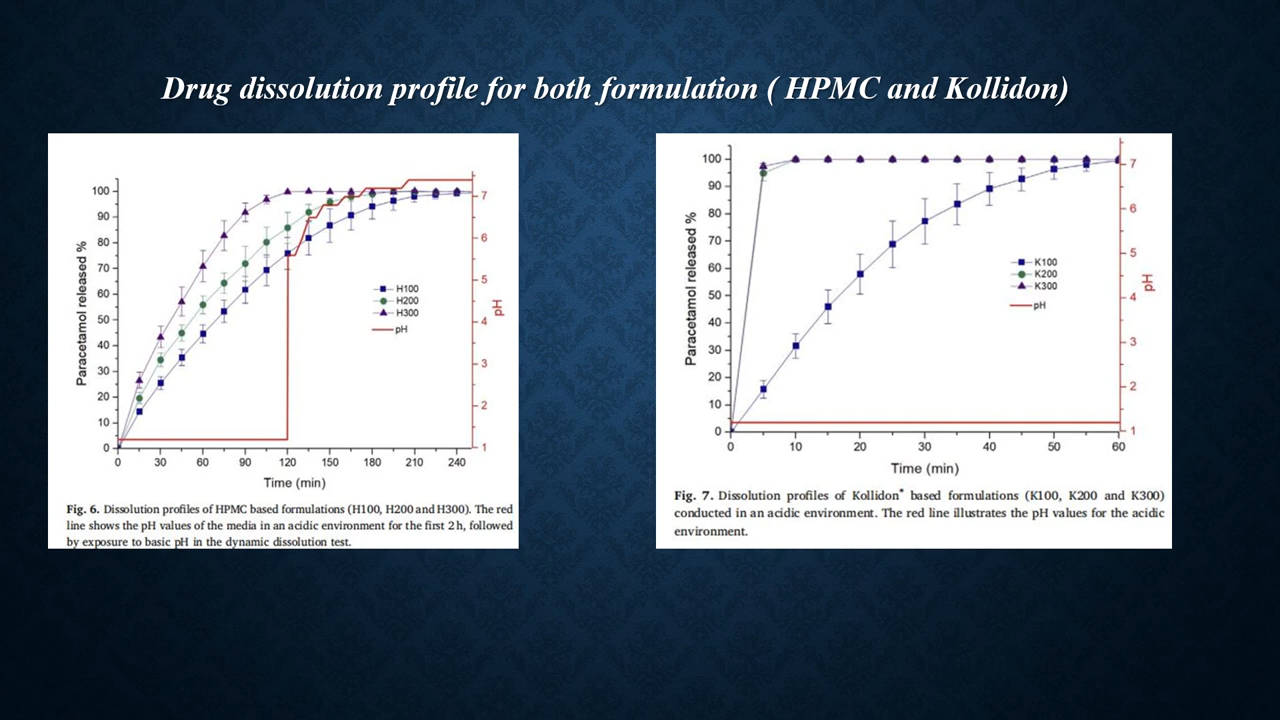 Drug dissolution profile for both formulation ( HPMC and Kollidon)
Paracetamol released %
100
90
80
70
60
50
40
30
20
10
0
0 30 60 90 120 150 180 210 240
Time (min)
H100
H200
H300
pH
7
6
5
4
3
2
1
pH
Fig. 6. Dissolution profiles of HPMC based formulations (H100, H200 and H300). The red
line shows the pH values of the media in an acidic environment for the first 2 h, followed
by exposure to basic pH in the dynamic dissolution test.
Paracetamol released %
100
90
80
70
60
50
40
30
20
10
0
0 10 20 30 40 50 60
Time (min)
K100
K200
K300
pH
7
6
5
4
3
2
1
pH
Fig. 7. Dissolution profiles of Kollidon* based formulations (K100, K200 and K300)
conducted in an acidic environment. The red line illustrates the pH values for the acidic
environment.